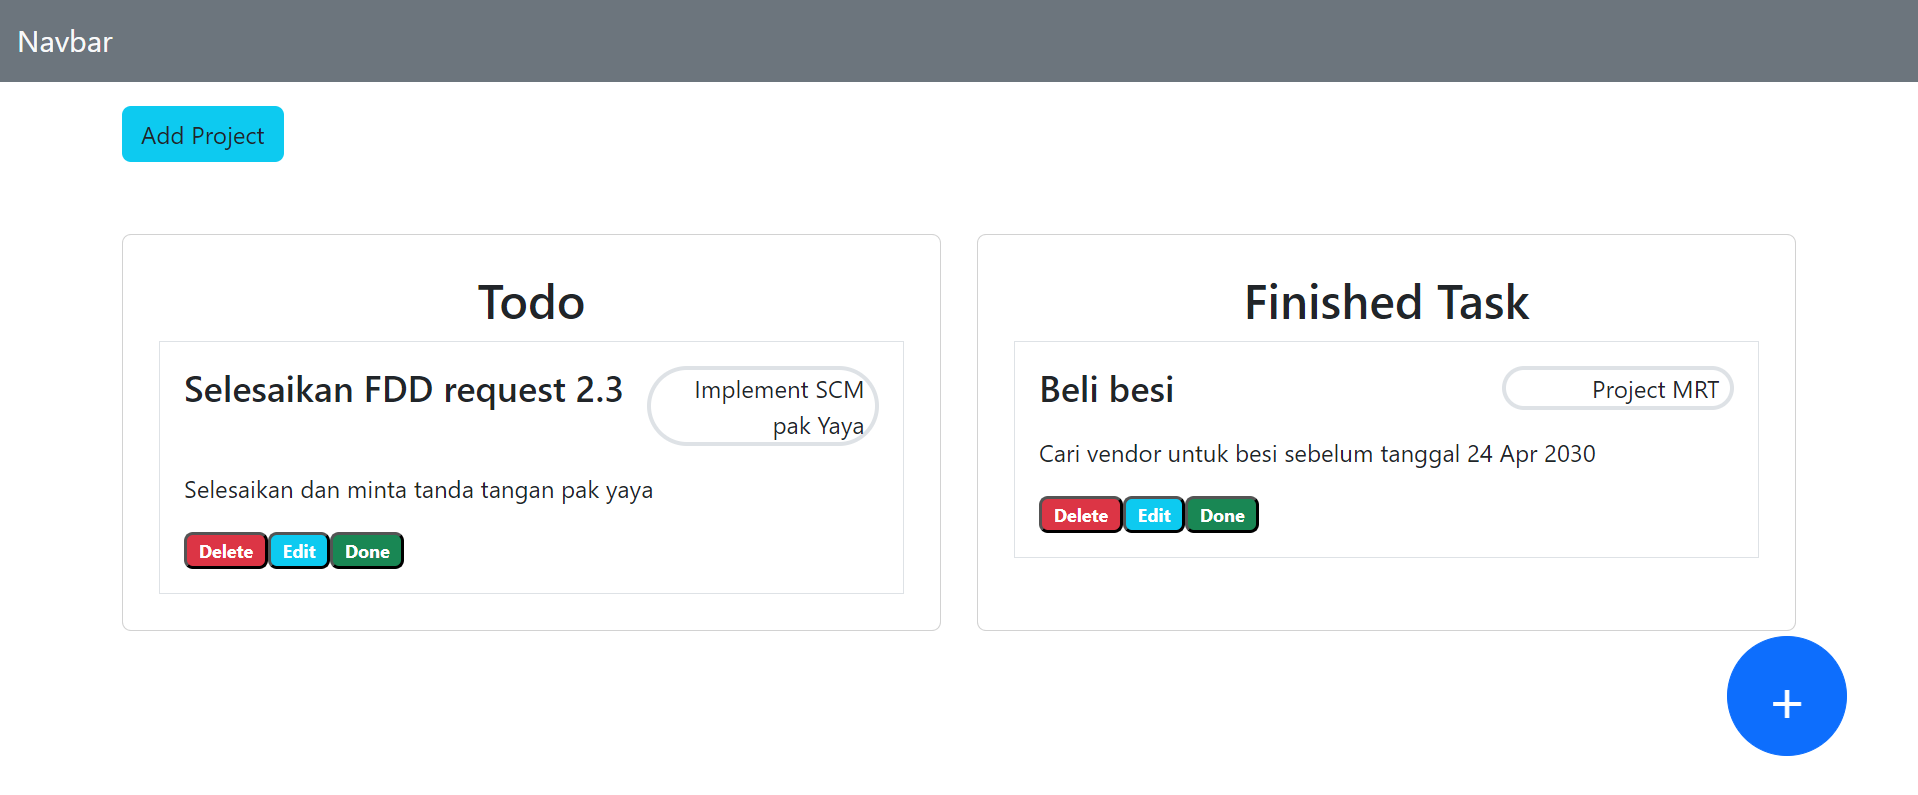 Navbar
Add Project
Todo
Selesaikan FDD request 2.3
Implement SCM
pak Yaya
Selesaikan dan minta tanda tangan pak yaya
Delete Edit Done
Finished Task
Beli besi
Project MRT
Cari vendor untuk besi sebelum tanggal 24 Apr 2030
Delete Edit Done
+